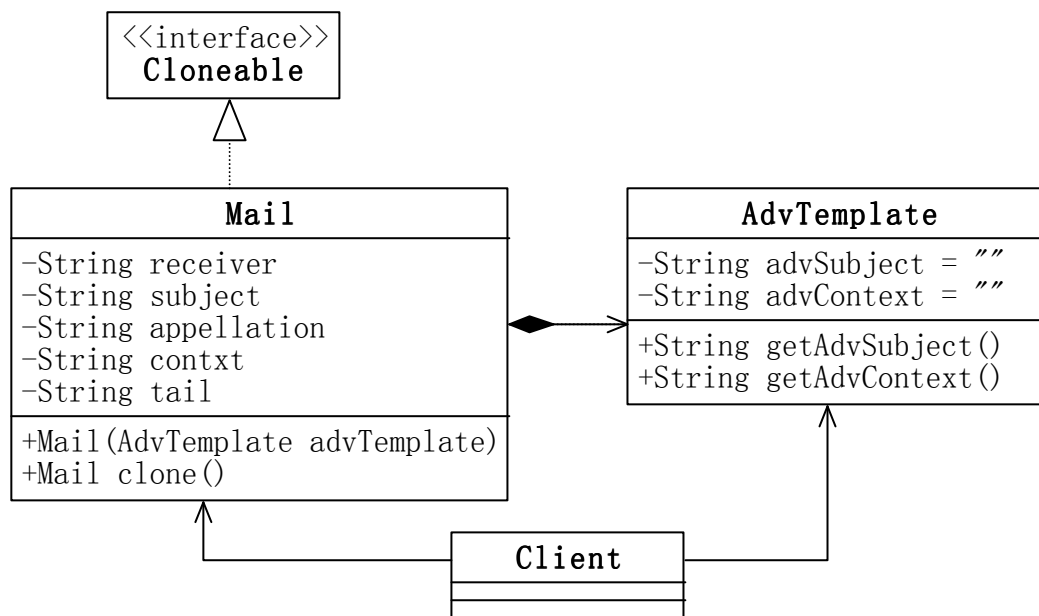 <<interface>>
Cloneable
Mail
-String receiver
-String subject
-String appellation
-String contxt
-String tail
+Mail(AdvTemplate advTemplate)
+Mail clone()
AdvTemplate
-String advSubject = ""
-String advContext = ""
+String getAdvSubject()
+String getAdvContext()
Client